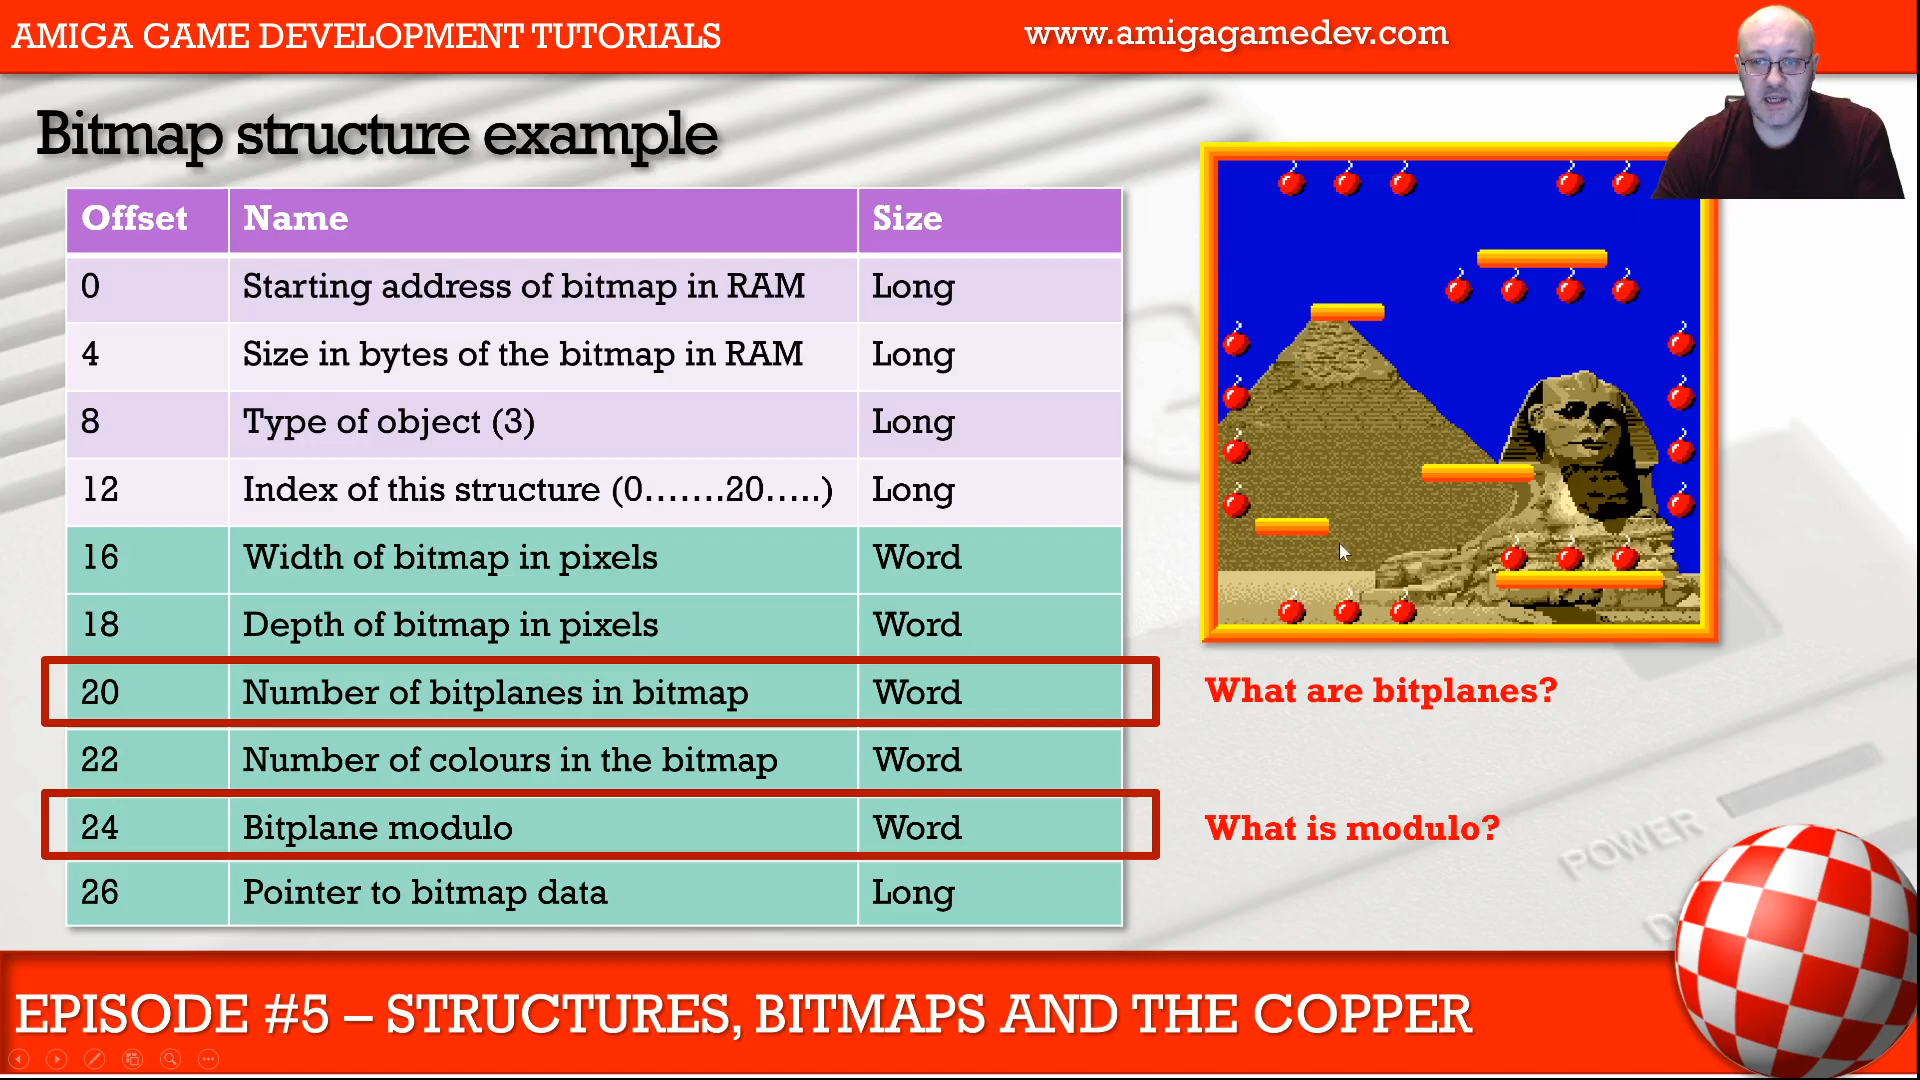 AMIGA GAME DEVELOPMENT TUTORIALS
www.amigagamedev.com
Bitmap structure example
Offset Name Size
0 Starting address of bitmap in RAM Long
4 Size in bytes of the bitmap in RAM Long
8 Type of object (3) Long
12 Index of this structure (0.......20.....) Long
16 Width of bitmap in pixels Word
18 Depth of bitmap in pixels Word
20 Number of bitplanes in bitmap Word
What are bitplanes?
22 Number of colours in the bitmap Word
24 Bitplane modulo Word
What is modulo?
26 Pointer to bitmap data Long
POWER
EPISODE #5 – STRUCTURES, BITMAPS AND THE COPPER